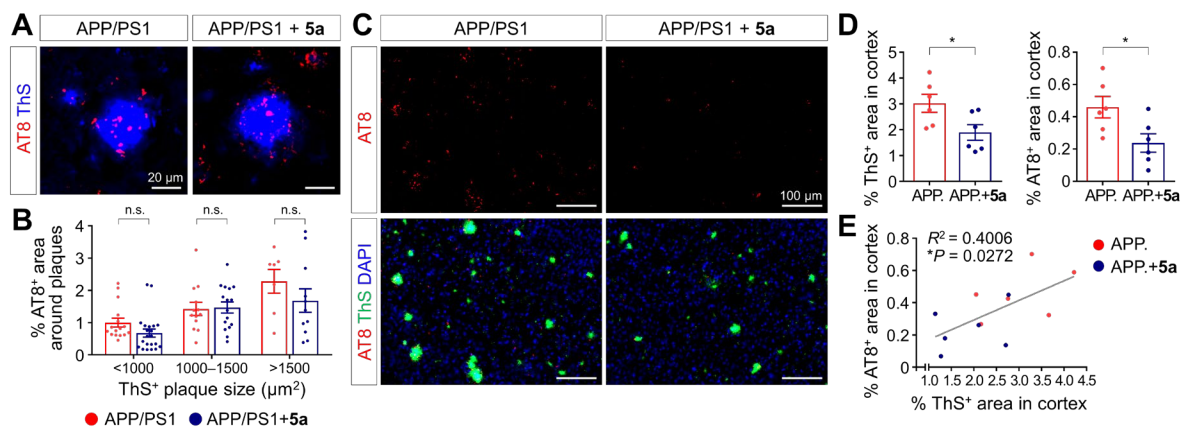 A
APP/PS1
APP/PS1 + 5a
AT8 ThS
20 µm
B
n.s.
n.s.
n.s.
% AT8+ area
around plaques
4
3
2
1
0
<1000
1000–1500
>1500
ThS+ plaque size (µm2)
APP/PS1
APP/PS1+5a
C
APP/PS1
APP/PS1 + 5a
AT8
100 µm
AT8 ThS DAPI
D
% ThS+ area in cortex
5
4
3
2
1
0
*
APP.
APP.+5a
% AT8+ area in cortex
0.8
0.6
0.4
0.2
0
*
APP.
APP.+5a
E
% AT8+ area in cortex
0.8
0.6
0.4
0.2
0
R2 = 0.4006
*P = 0.0272
APP.
APP.+5a
1.0 1.5 2.0 2.5 3.0 3.5 4.0 4.5
% ThS+ area in cortex